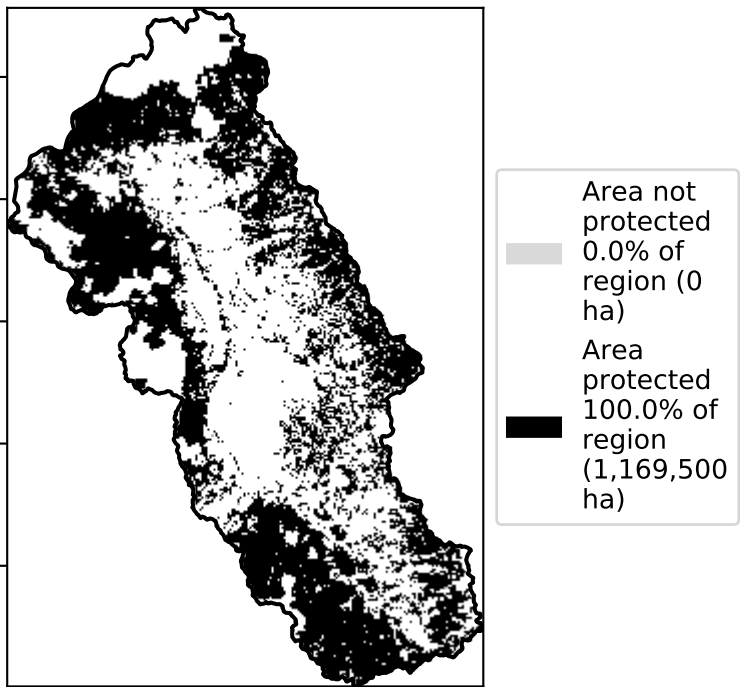 Area not
protected
0.0% of
region (0
ha)
Area
protected
100.0% of
region
(1,169,500
ha)